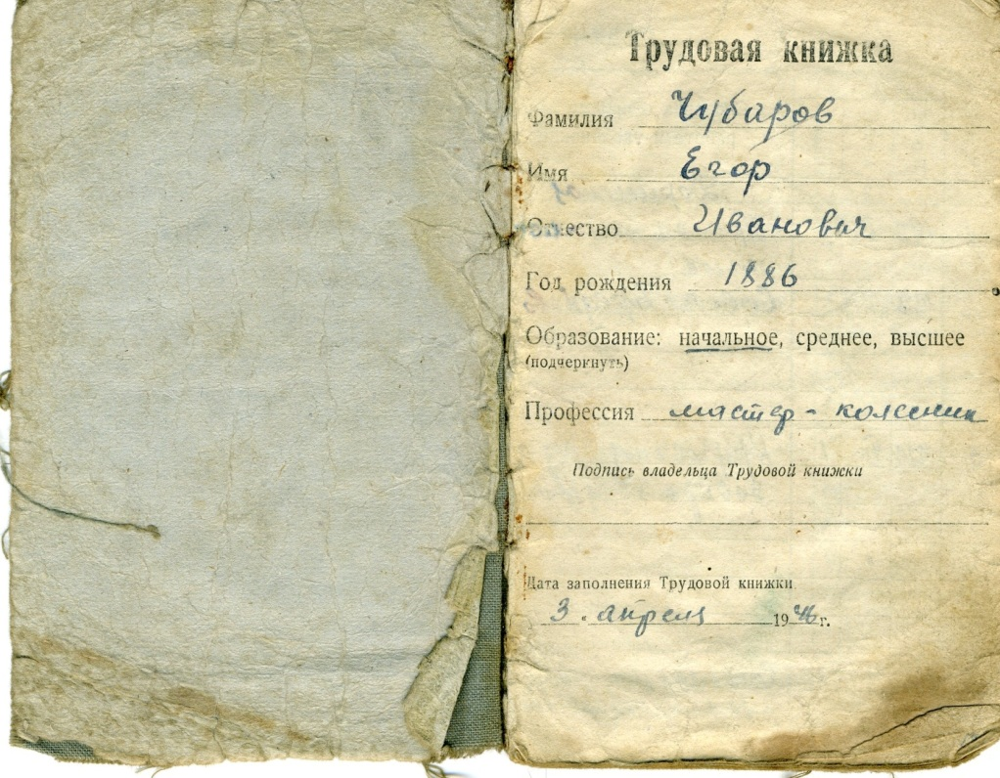 Трудовая книжка
Фамилия Чубаров
Имя Егор
Отчество Иванович
Год рождения 1886
Образование: начальное, среднее, высшее
(подчеркнуть)
Профессия мастер-колесник
Подпись владельца Трудовой книжки
Дата заполнения Трудовой книжки
3. апреля 1946 г.